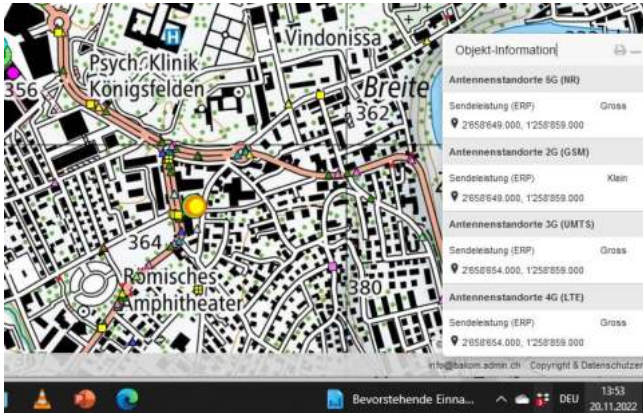 Vindonissa
Psych. Klinik
Königsfelden
356
Breite
362
364
Römisches
Amphitheater
380
Objekt-Information
Antennenstandorte 5G (NR)
Sendeleistung (ERP) Gross
2'658'649.000, 1'258'859.000
Antennenstandorte 2G (GSM)
Sendeleistung (ERP) Klein
2'658'649.000, 1'258'859.000
Antennenstandorte 3G (UMTS)
Sendeleistung (ERP) Gross
2'658'654.000, 1'258'859.000
Antennenstandorte 4G (LTE)
Sendeleistung (ERP) Gross
2'658'654.000, 1'258'859.000
info@bakom.admin.ch Copyright & Datenschutzer
Bevorstehende Einna... DEU 13:53
20.11.2022